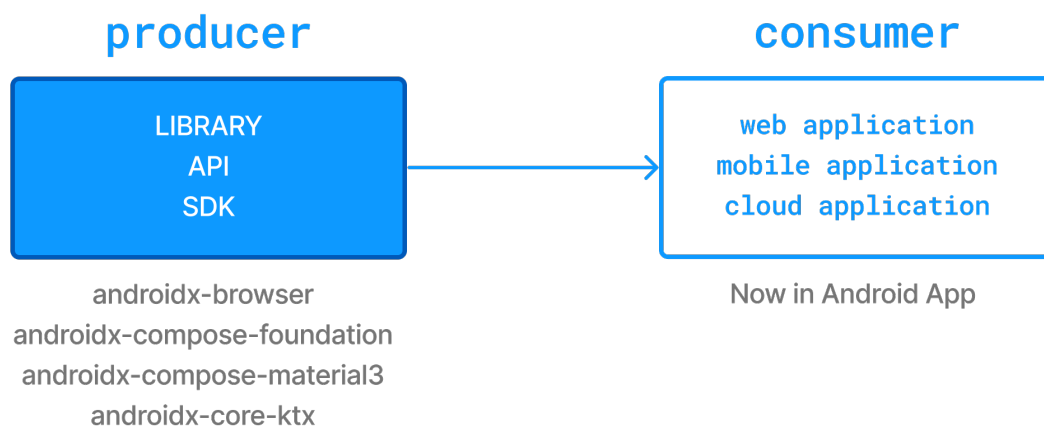 producer
LIBRARY
API
SDK
androidx-browser
androidx-compose-foundation
androidx-compose-material3
androidx-core-ktx
consumer
web application
mobile application
cloud application
Now in Android App